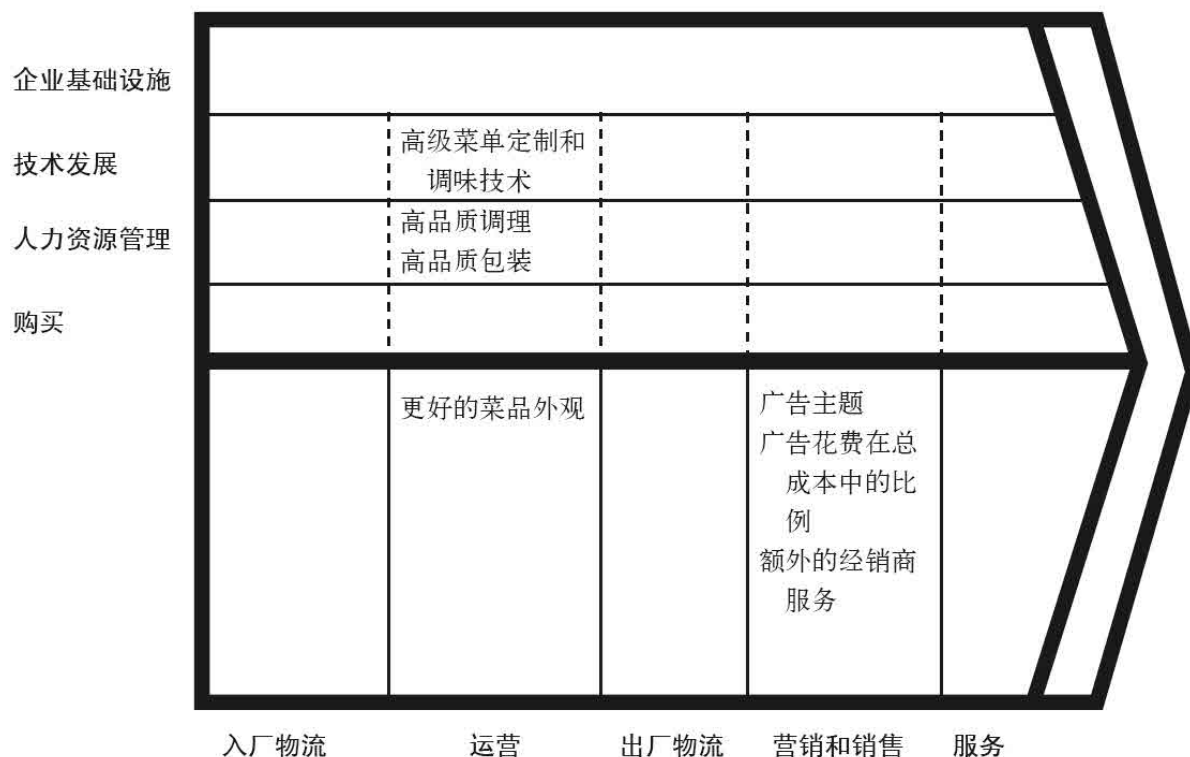 企业基础设施
技术发展
高级菜单定制和
调味技术
人力资源管理
高品质调理
高品质包装
购买
更好的菜品外观
广告主题
广告花费在总
成本中的比
例
额外的经销商
服务
入厂物流
运营
出厂物流
营销和销售
服务